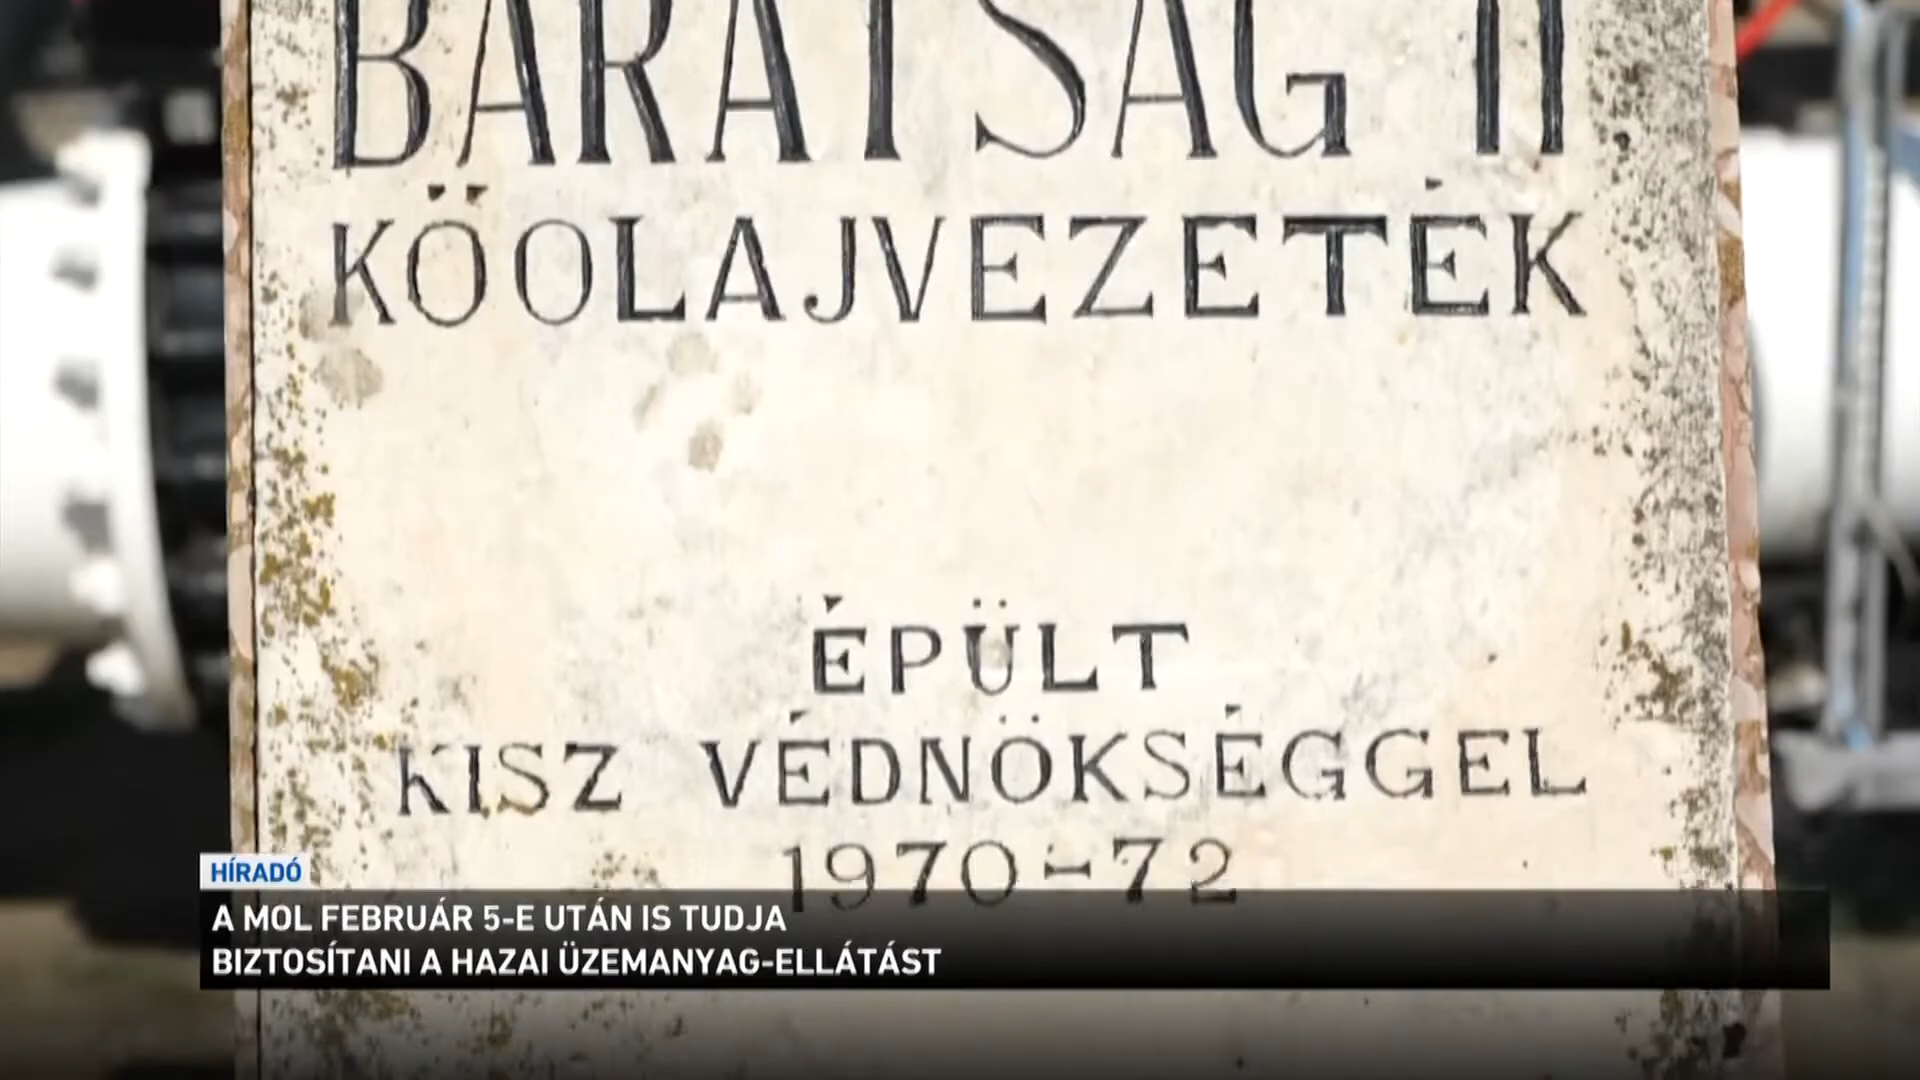 BARÁTSÁG II
KŐOLAJVEZETÉK
ÉPÜLT
KISZ VÉDNÖKSÉGGEL
1970-72
HÍRADÓ
A MOL FEBRUÁR 5-E UTÁN IS TUDJA
BIZTOSÍTANI A HAZAI ÜZEMANYAG-ELLÁTÁST